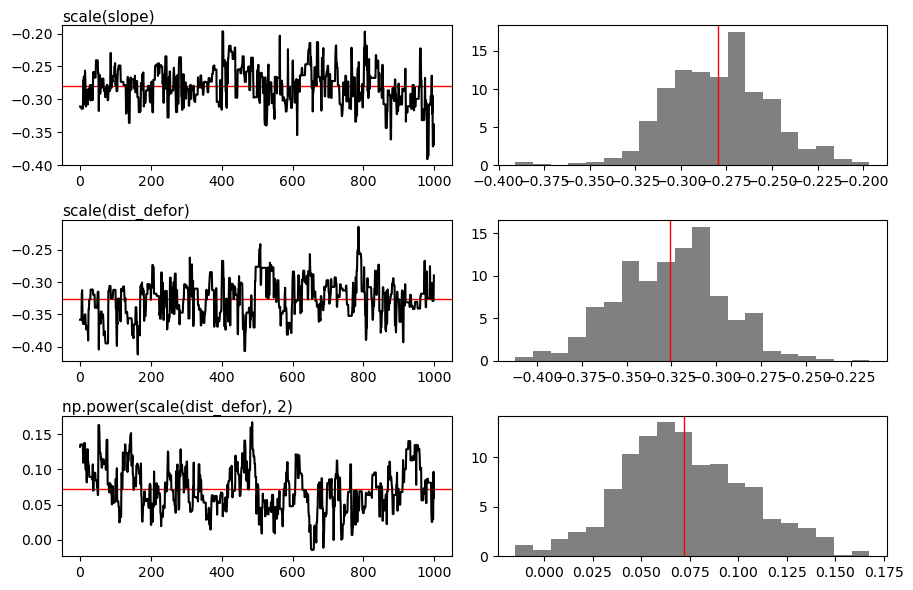 scale(slope)
−0.20
−0.25
−0.30
−0.35
−0.40
0 200 400 600 800 1000
15
10
5
0
−0.400 −0.375 −0.350 −0.325 −0.300 −0.275 −0.250 −0.225 −0.200
scale(dist_defor)
−0.25
−0.30
−0.35
−0.40
0 200 400 600 800 1000
15
10
5
0
−0.400 −0.375 −0.350 −0.325 −0.300 −0.275 −0.250 −0.225
np.power(scale(dist_defor), 2)
0.15
0.10
0.05
0.00
0 200 400 600 800 1000
10
5
0
0.000 0.025 0.050 0.075 0.100 0.125 0.150 0.175